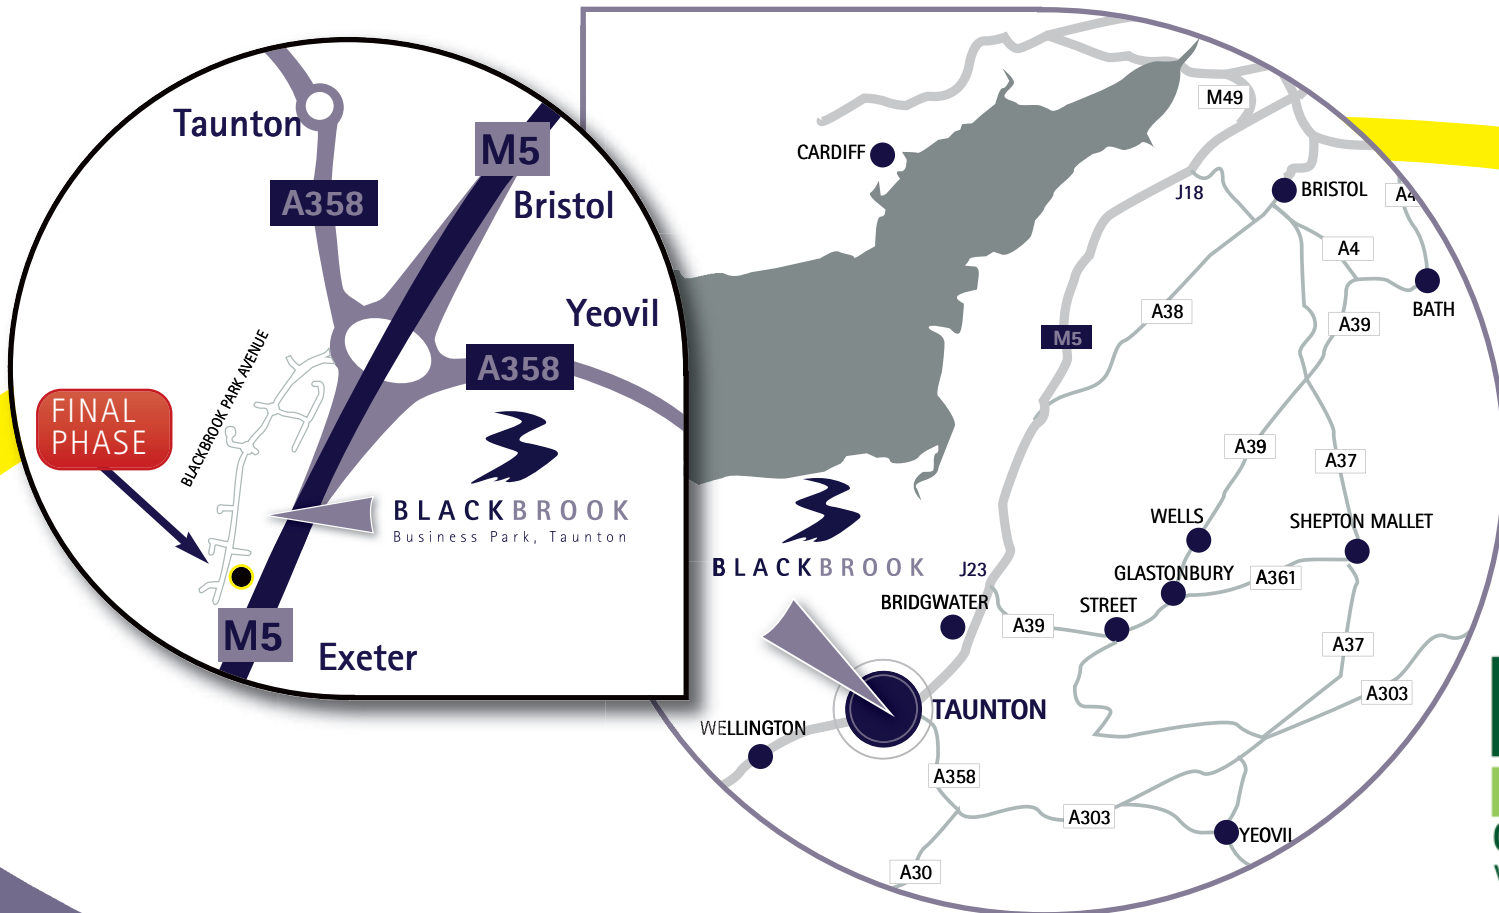 Taunton
M5
A358
Bristol
Yeovil
A358
BLACKBROOK PARK AVENUE
FINAL
PHASE
BLACKBROOK
Business Park, Taunton
M5
Exeter
M49
CARDIFF
J18
BRISTOL
A4
A4
BATH
A38
A39
M5
A39
A37
WELLS
SHEPTON MALLET
BLACKBROOK
J23
GLASTONBURY
A361
BRIDGWATER
STREET
A39
A37
A303
TAUNTON
WELLINGTON
A358
A303
YEOVIL
A30